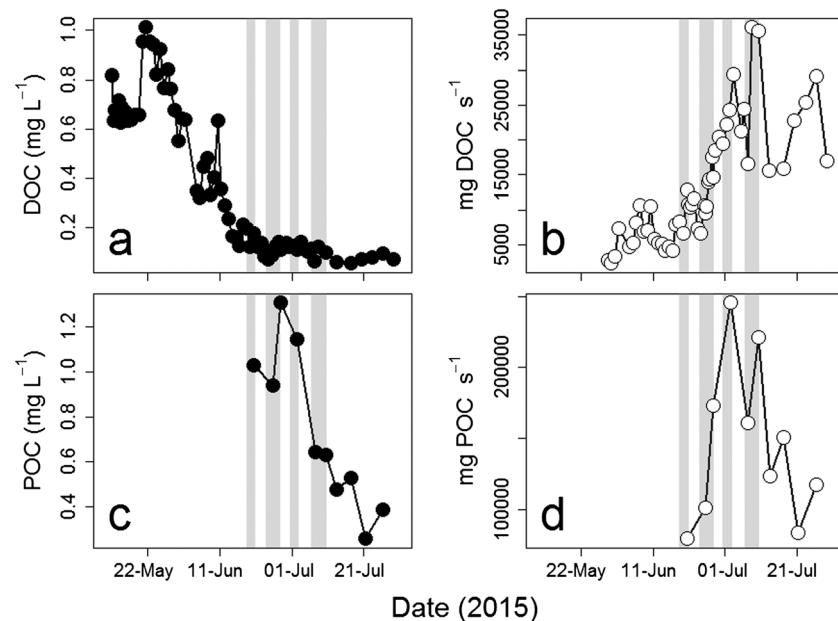 DOC (mg L⁻¹)
1.0
0.8
0.6
0.4
0.2
a
mg DOC s⁻¹
35000
25000
15000
5000
b
POC (mg L⁻¹)
1.2
1.0
0.8
0.6
0.4
c
mg POC s⁻¹
200000
100000
d
22-May 11-Jun 01-Jul 21-Jul
22-May 11-Jun 01-Jul 21-Jul
Date (2015)